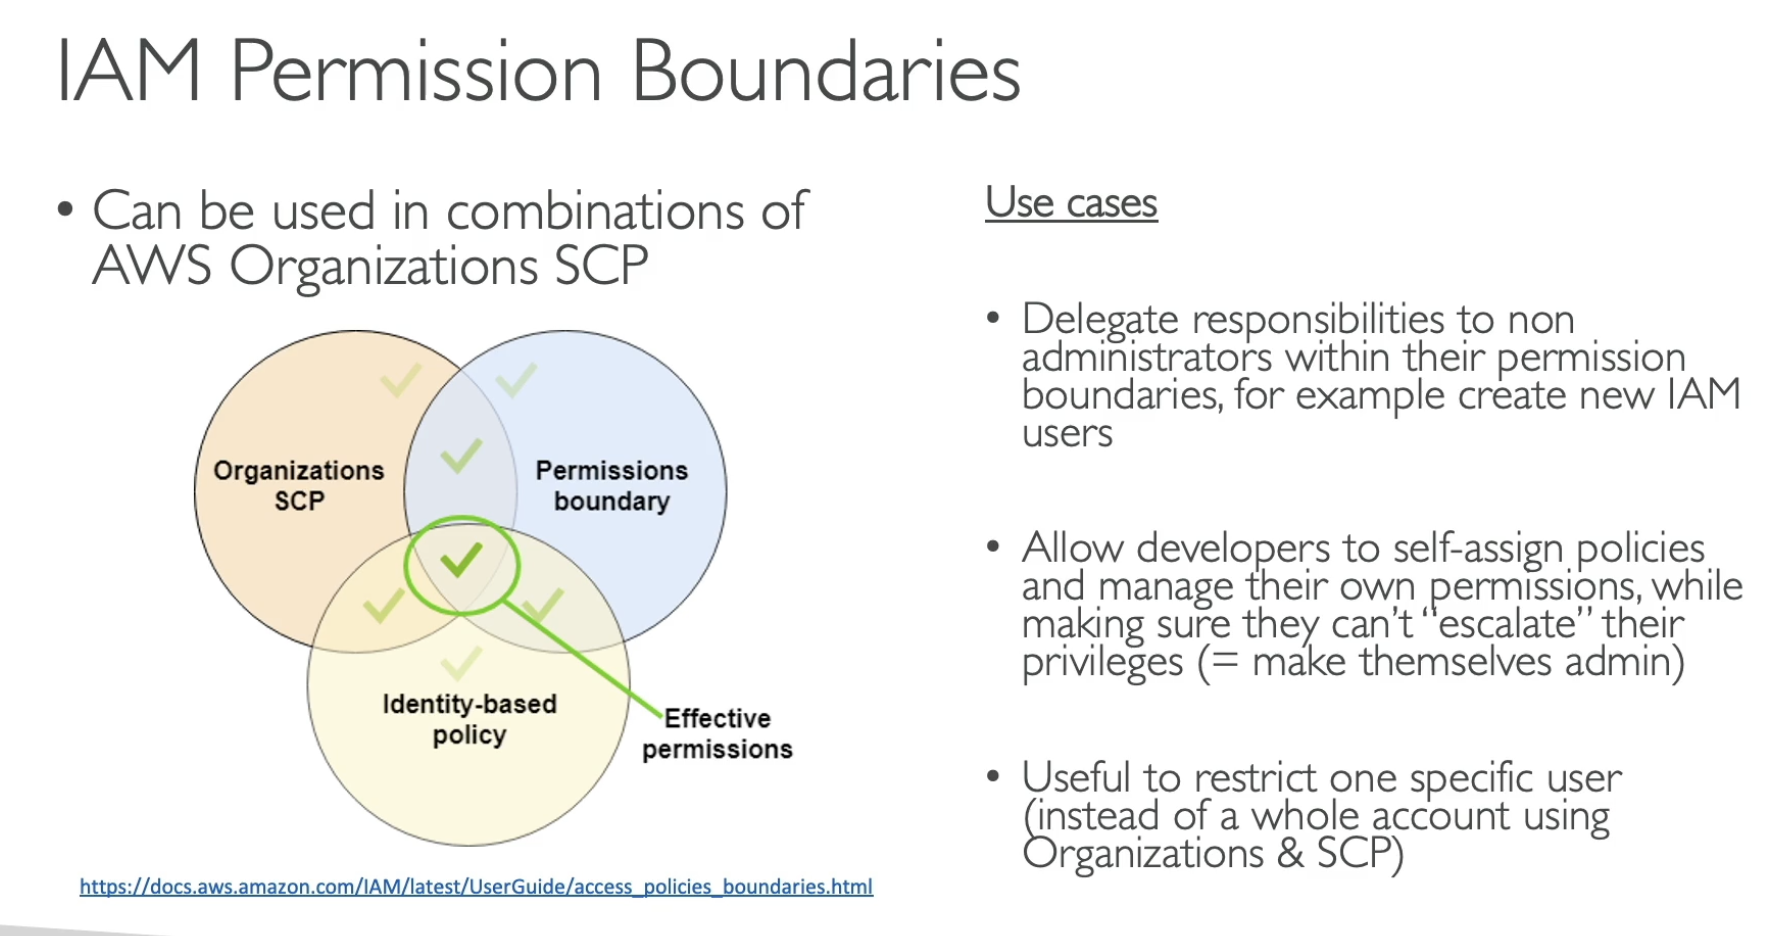 IAM Permission Boundaries
• Can be used in combinations of
AWS Organizations SCP
Organizations
SCP
Permissions
boundary
Identity-based
policy
Effective
permissions
https://docs.aws.amazon.com/IAM/latest/UserGuide/access_policies_boundaries.html
Use cases
• Delegate responsibilities to non
administrators within their permission
boundaries, for example create new IAM
users
• Allow developers to self-assign policies
and manage their own permissions, while
making sure they can't “escalate” their
privileges (= make themselves admin)
• Useful to restrict one specific user
(instead of a whole account using
Organizations & SCP)